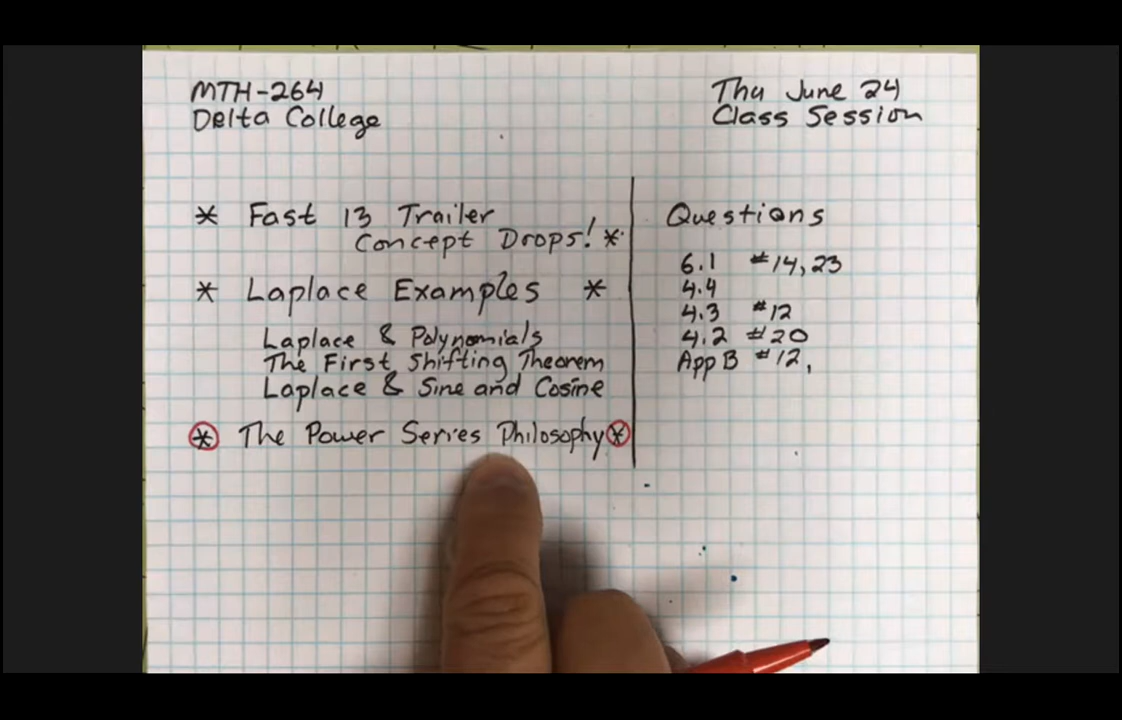 MTH-264
Delta College
Thu June 24
Class Session
* Fast 13 Trailer
Concept Drops! *
* Laplace Examples *
Laplace & Polynomials
The First Shifting Theorem
Laplace & Sine and Cosine
* The Power Series Philosophy *
Questions
6.1 #14, 23
4.4
4.3 #12
4.2 #20
App B #12,